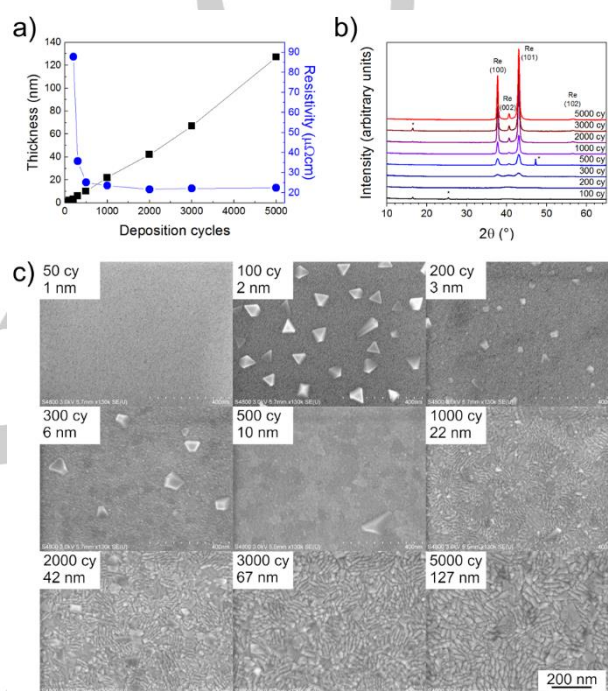 a)
140
120
100
80
60
40
20
0
Thickness (nm)
90
80
70
60
50
40
30
20
Resistivity (μΩcm)
0 1000 2000 3000 4000 5000
Deposition cycles
b)
Intensity (arbitrary units)
Re
(100)
Re
(002)
Re
(101)
Re
(102)
5000 cy
3000 cy
2000 cy
1000 cy
500 cy
300 cy
200 cy
100 cy
10 20 30 40 50 60
2θ (°)
c)
50 cy
1 nm
100 cy
2 nm
200 cy
3 nm
300 cy
6 nm
500 cy
10 nm
1000 cy
22 nm
2000 cy
42 nm
3000 cy
67 nm
5000 cy
127 nm
200 nm